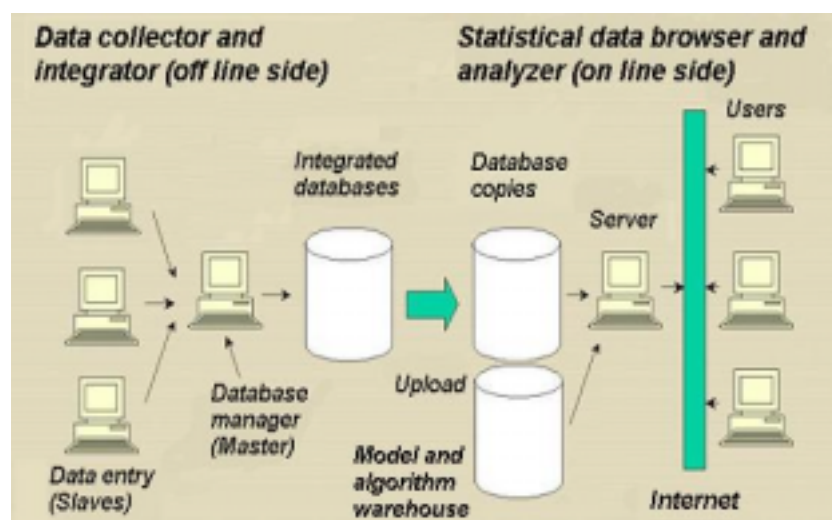 Data collector and
integrator (off line side)
Statistical data browser and
analyzer (on line side)
Users
Integrated
databases
Database
copies
Server
Upload
Database
manager
(Master)
Data entry
(Slaves)
Model and
algorithm
warehouse
Internet